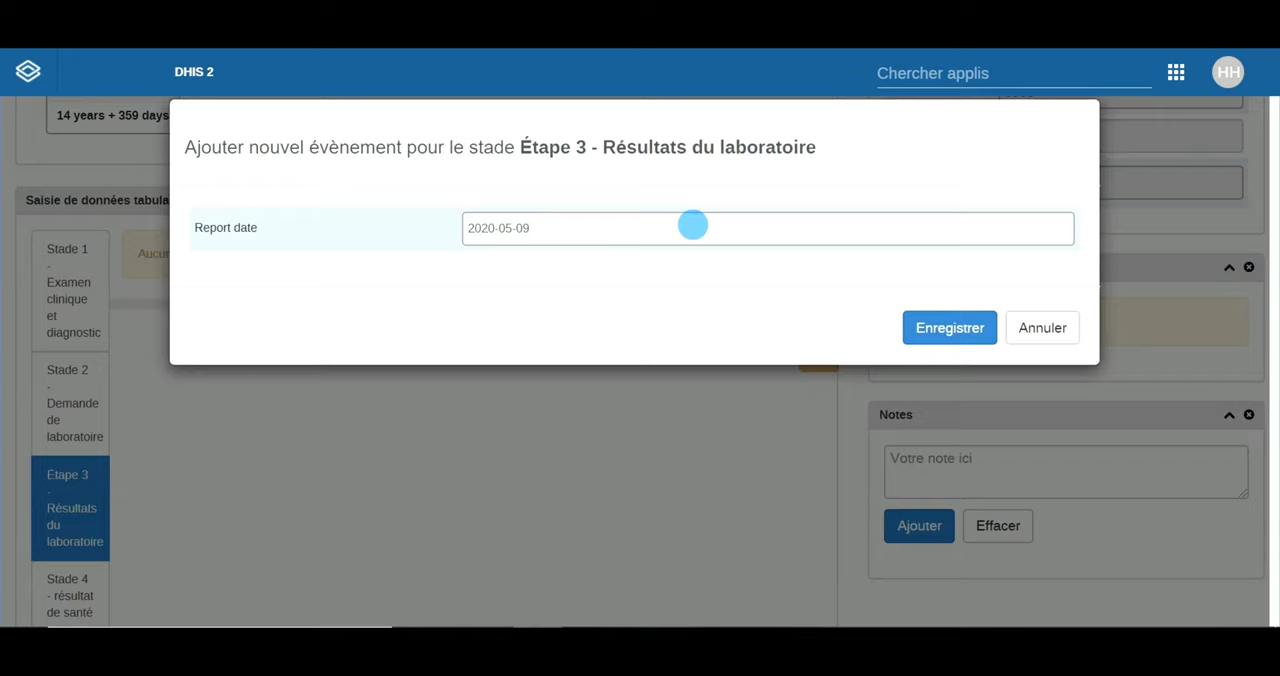 DHIS 2
Chercher applis
HH
14 years + 359 days
Ajouter nouvel évènement pour le stade Étape 3 - Résultats du laboratoire
Report date
2020-05-09
Enregistrer
Annuler
Saisie de données tabula
Stade 1
-
Examen
clinique
et
diagnostic
Aucun
Stade 2
-
Demande
de
laboratoire
Étape 3
-
Résultats
du
laboratoire
Stade 4
- résultat
de santé
Notes
Votre note ici
Ajouter
Effacer